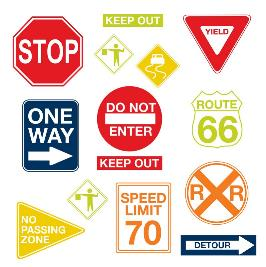 KEEP OUT
STOP
YIELD
ONE
WAY
DO NOT
ENTER
ROUTE
66
KEEP OUT
NO
PASSING
ZONE
SPEED
LIMIT
70
R R
DETOUR